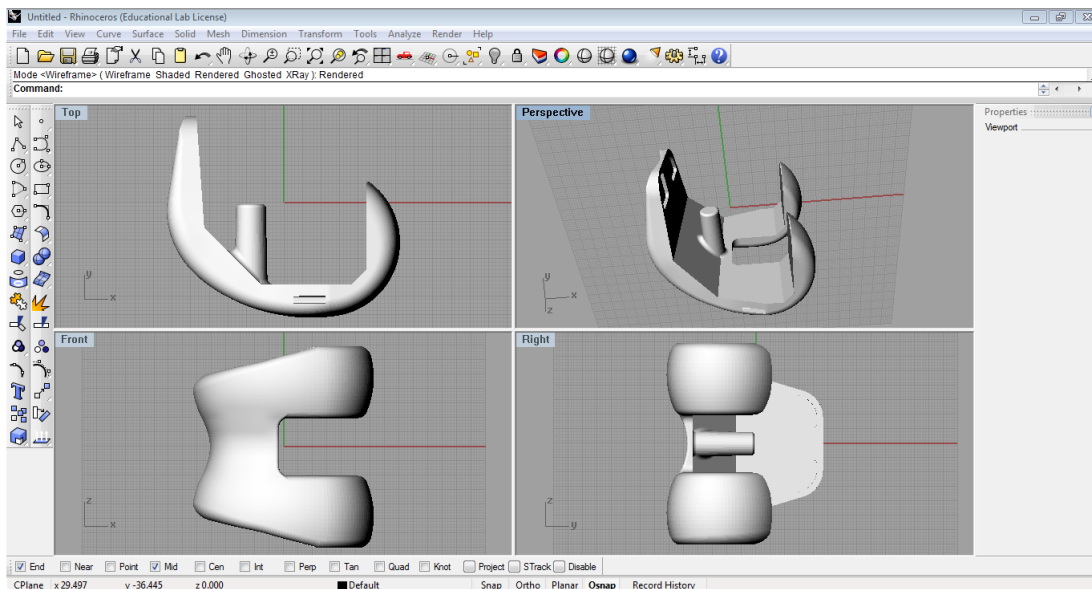 Untitled - Rhinoceros (Educational Lab License)
File Edit View Curve Surface Solid Mesh Dimension Transform Tools Analyze Render Help
Mode <Wireframe> ( Wireframe Shaded Rendered Ghosted XRay ): Rendered
Command:
Top
Perspective
Properties
Viewport
y
x
y
x
z
Front
Right
z
x
z
y
End Near Point Mid Cen Int Perp Tan Quad Knot Project STrack Disable
CPlane x 29.497 y -36.445 z 0.000 Default Snap Ortho Planar Osnap Record History